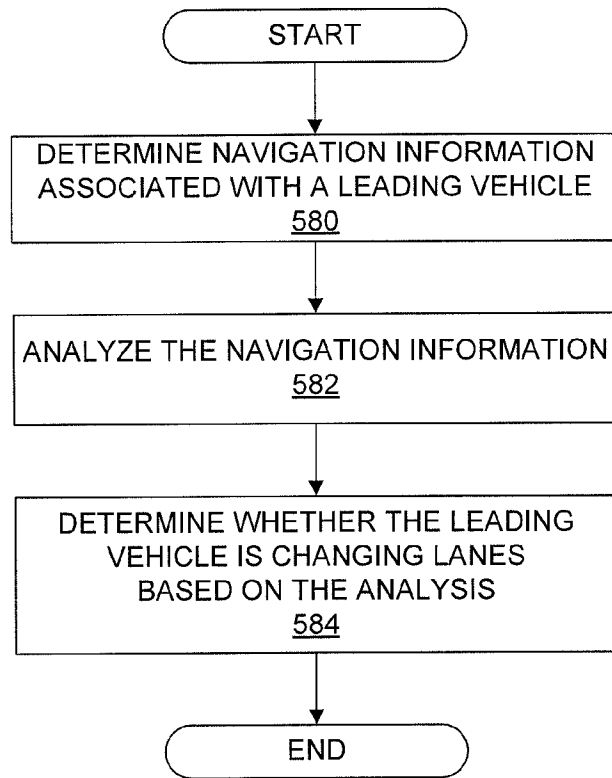 START
DETERMINE NAVIGATION INFORMATION
ASSOCIATED WITH A LEADING VEHICLE
580
ANALYZE THE NAVIGATION INFORMATION
582
DETERMINE WHETHER THE LEADING
VEHICLE IS CHANGING LANES
BASED ON THE ANALYSIS
584
END